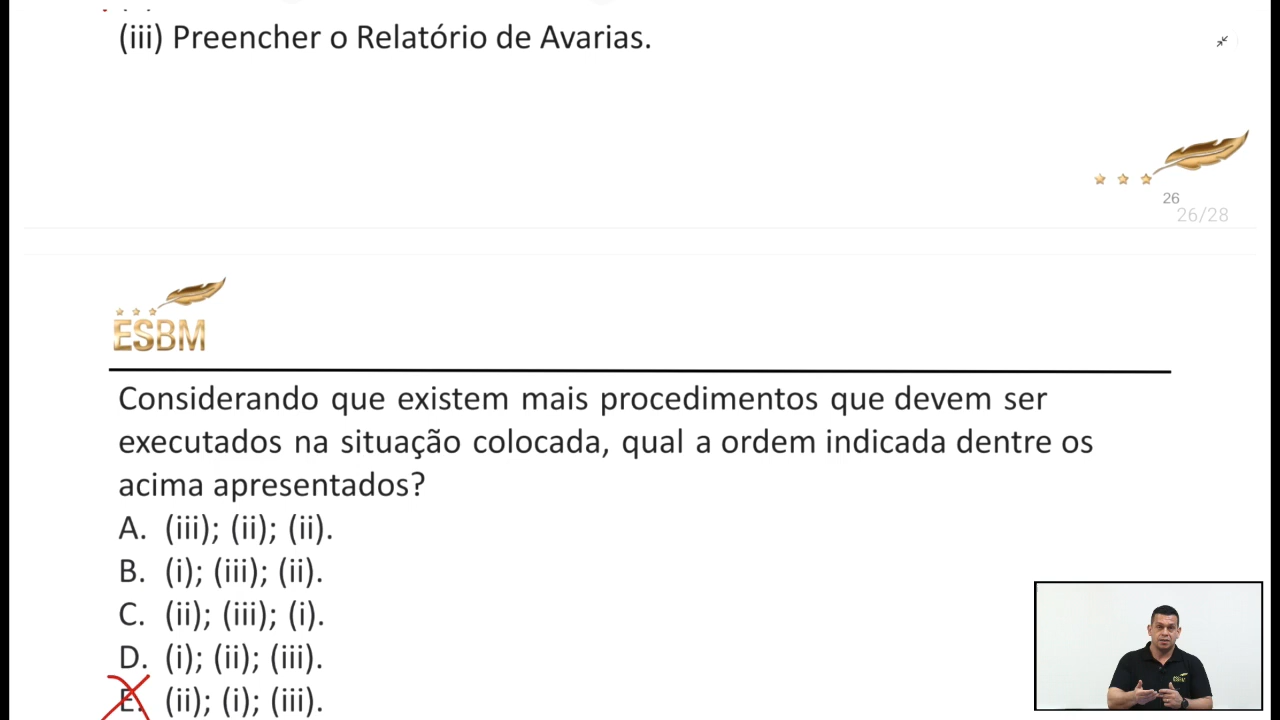 (iii) Preencher o Relatório de Avarias.
26
26/28
ESBM
Considerando que existem mais procedimentos que devem ser
executados na situação colocada, qual a ordem indicada dentre os
acima apresentados?
A. (iii); (ii); (ii).
B. (i); (iii); (ii).
C. (ii); (iii); (i).
D. (i); (ii); (iii).
E. (ii); (i); (iii).
ESBM